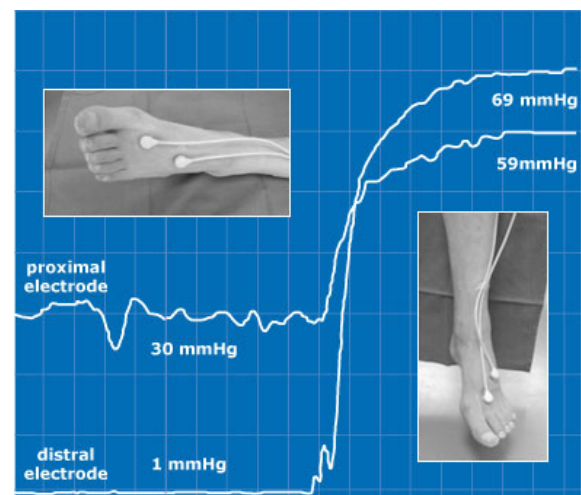 69 mmHg
59mmHg
proximal
electrode
30 mmHg
distral
electrode
1 mmHg